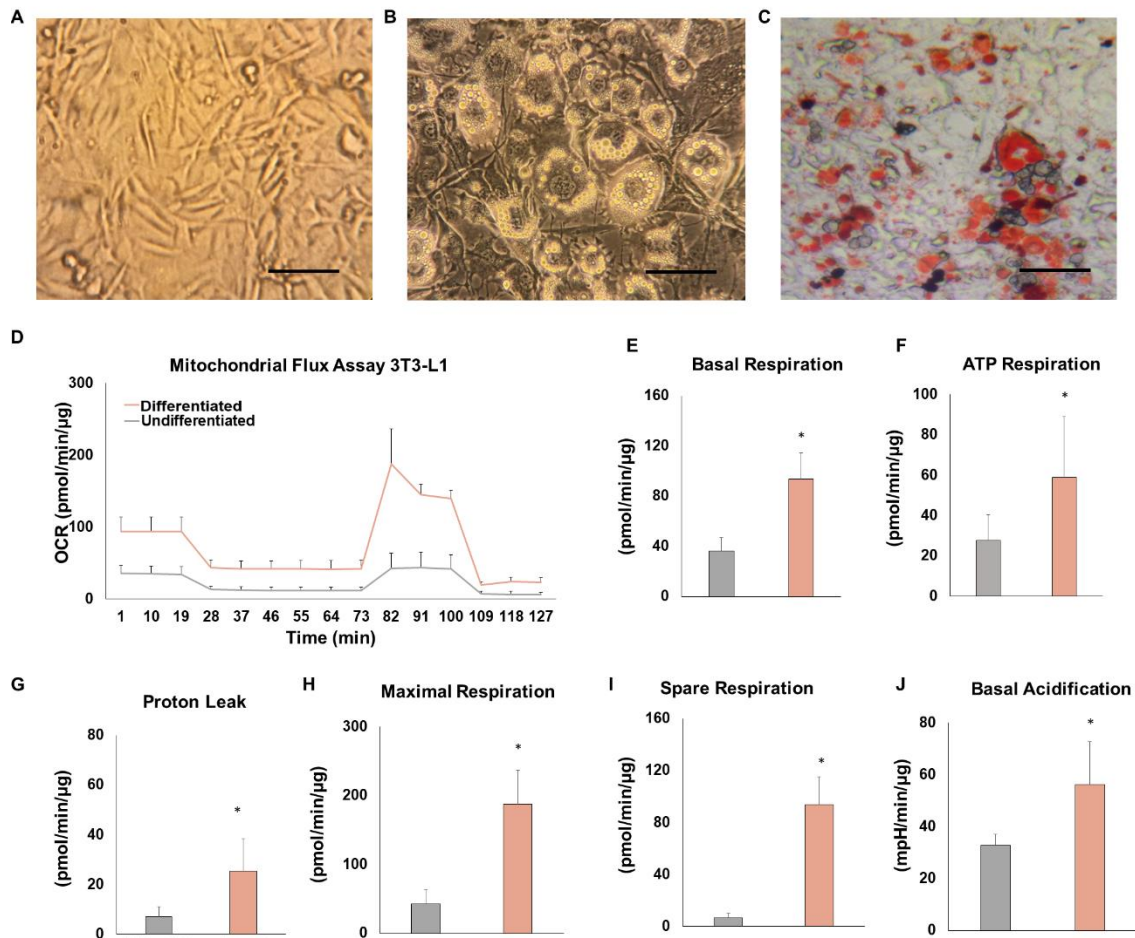 A
B
C
D
Mitochondrial Flux Assay 3T3-L1
300
200
100
0
OCR (pmol/min/µg)
Differentiated
Undifferentiated
1 10 19 28 37 46 55 64 73 82 91 100 109 118 127
Time (min)
E
Basal Respiration
160
120
80
40
0
(pmol/min/µg)
*
F
ATP Respiration
100
80
60
40
20
0
(pmol/min/µg)
*
G
Proton Leak
80
60
40
20
0
(pmol/min/µg)
*
H
Maximal Respiration
300
200
100
0
(pmol/min/µg)
*
I
Spare Respiration
160
120
80
40
0
(pmol/min/µg)
*
J
Basal Acidification
80
60
40
20
0
(mpH/min/µg)
*